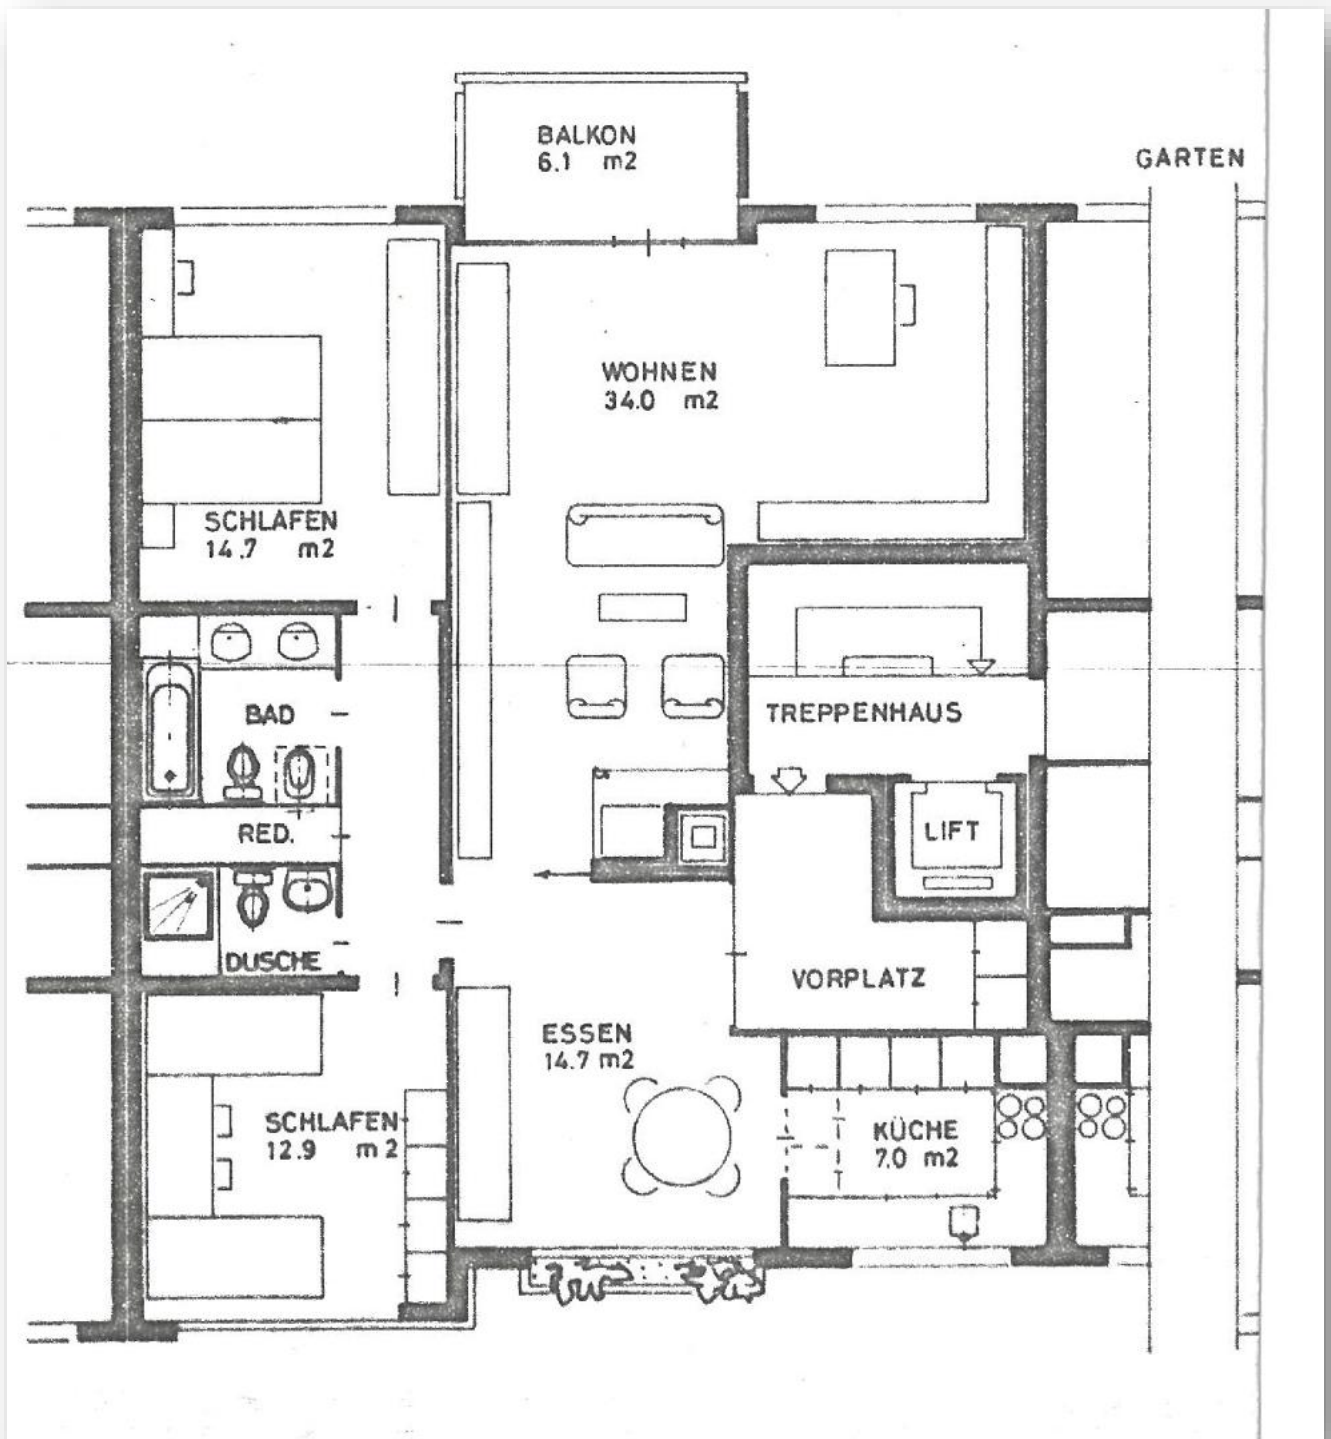 BALKON
6.1 m2
GARTEN
WOHNEN
34.0 m2
SCHLAFEN
14.7 m2
BAD
TREPPENHAUS
RED.
LIFT
DUSCHE
VORPLATZ
ESSEN
14.7 m2
SCHLAFEN
12.9 m2
KÜCHE
7.0 m2